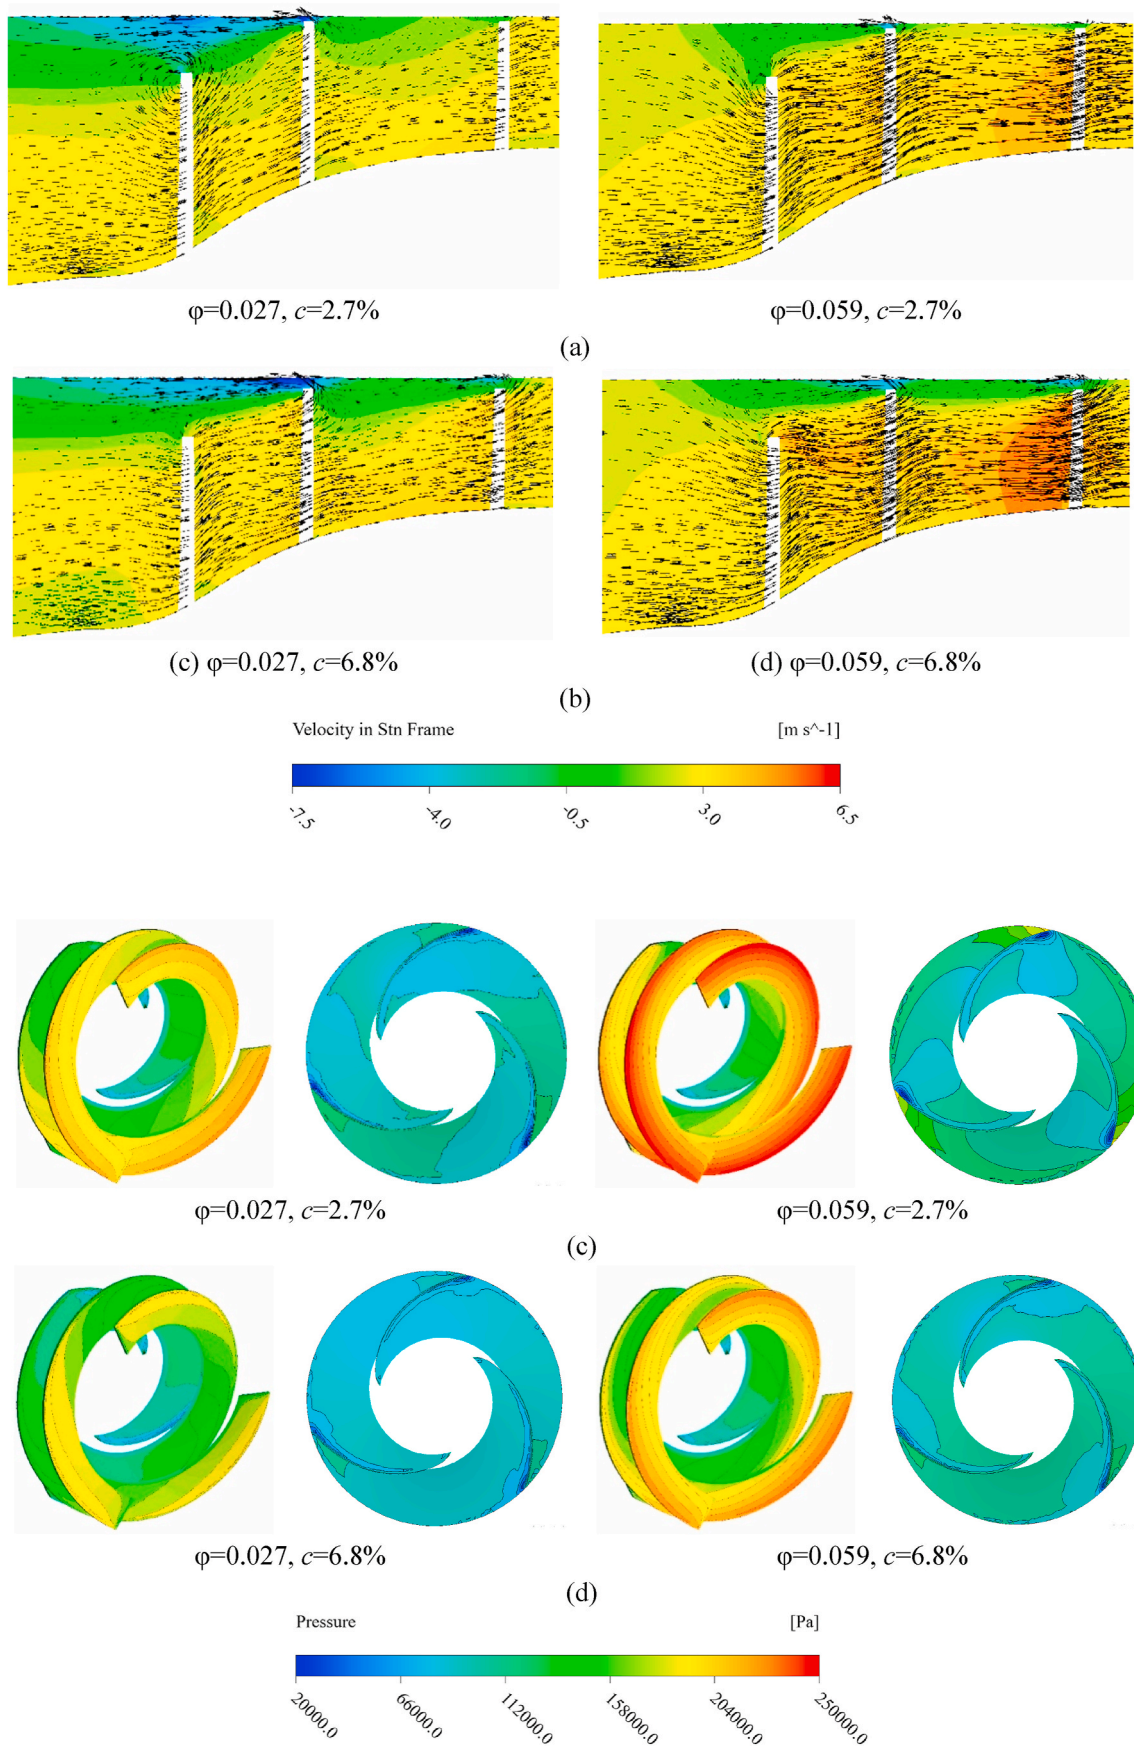 φ=0.027, c=2.7% φ=0.059, c=2.7%
(a)
(c) φ=0.027, c=6.8% (d) φ=0.059, c=6.8%
(b)
Velocity in Stn Frame [m s^-1]
-7.5 -4.0 -0.5 3.0 6.5
φ=0.027, c=2.7% φ=0.059, c=2.7%
(c)
φ=0.027, c=6.8% φ=0.059, c=6.8%
(d)
Pressure [Pa]
20000.0 66000.0 112000.0 158000.0 204000.0 250000.0